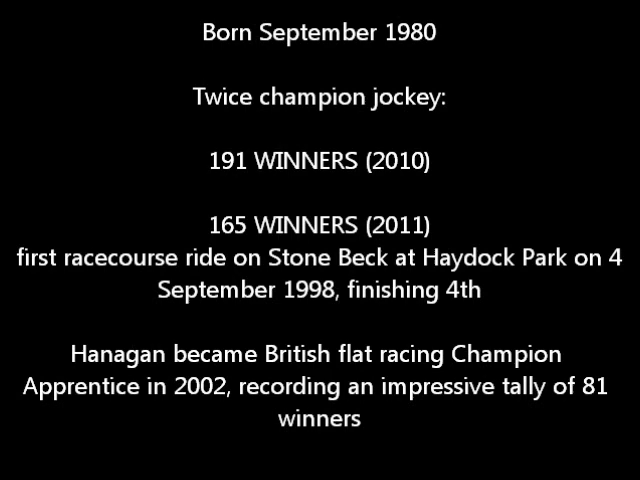 Born September 1980
Twice champion jockey:
191 WINNERS (2010)
165 WINNERS (2011)
first racecourse ride on Stone Beck at Haydock Park on 4
September 1998, finishing 4th
Hanagan became British flat racing Champion
Apprentice in 2002, recording an impressive tally of 81
winners